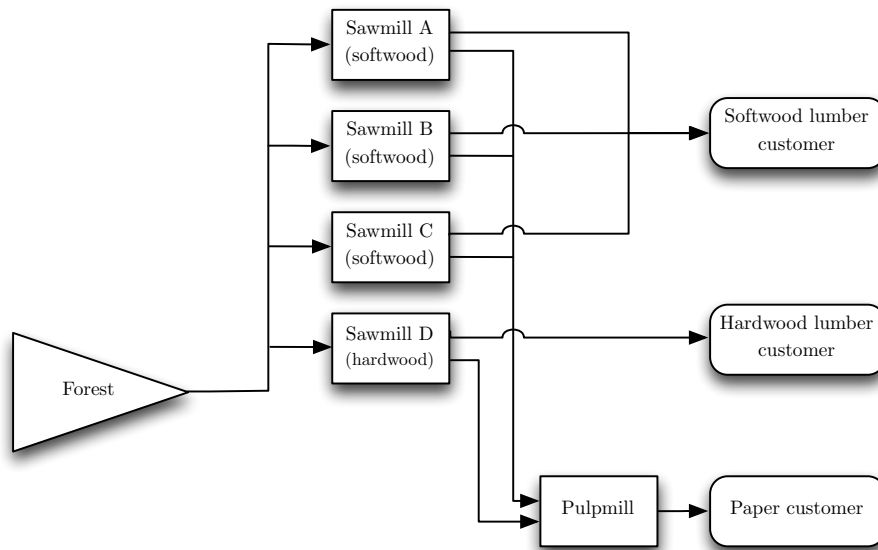 Sawmill A
(softwood)
Sawmill B
(softwood)
Softwood lumber
customer
Sawmill C
(softwood)
Sawmill D
(hardwood)
Hardwood lumber
customer
Forest
Pulpmill
Paper customer